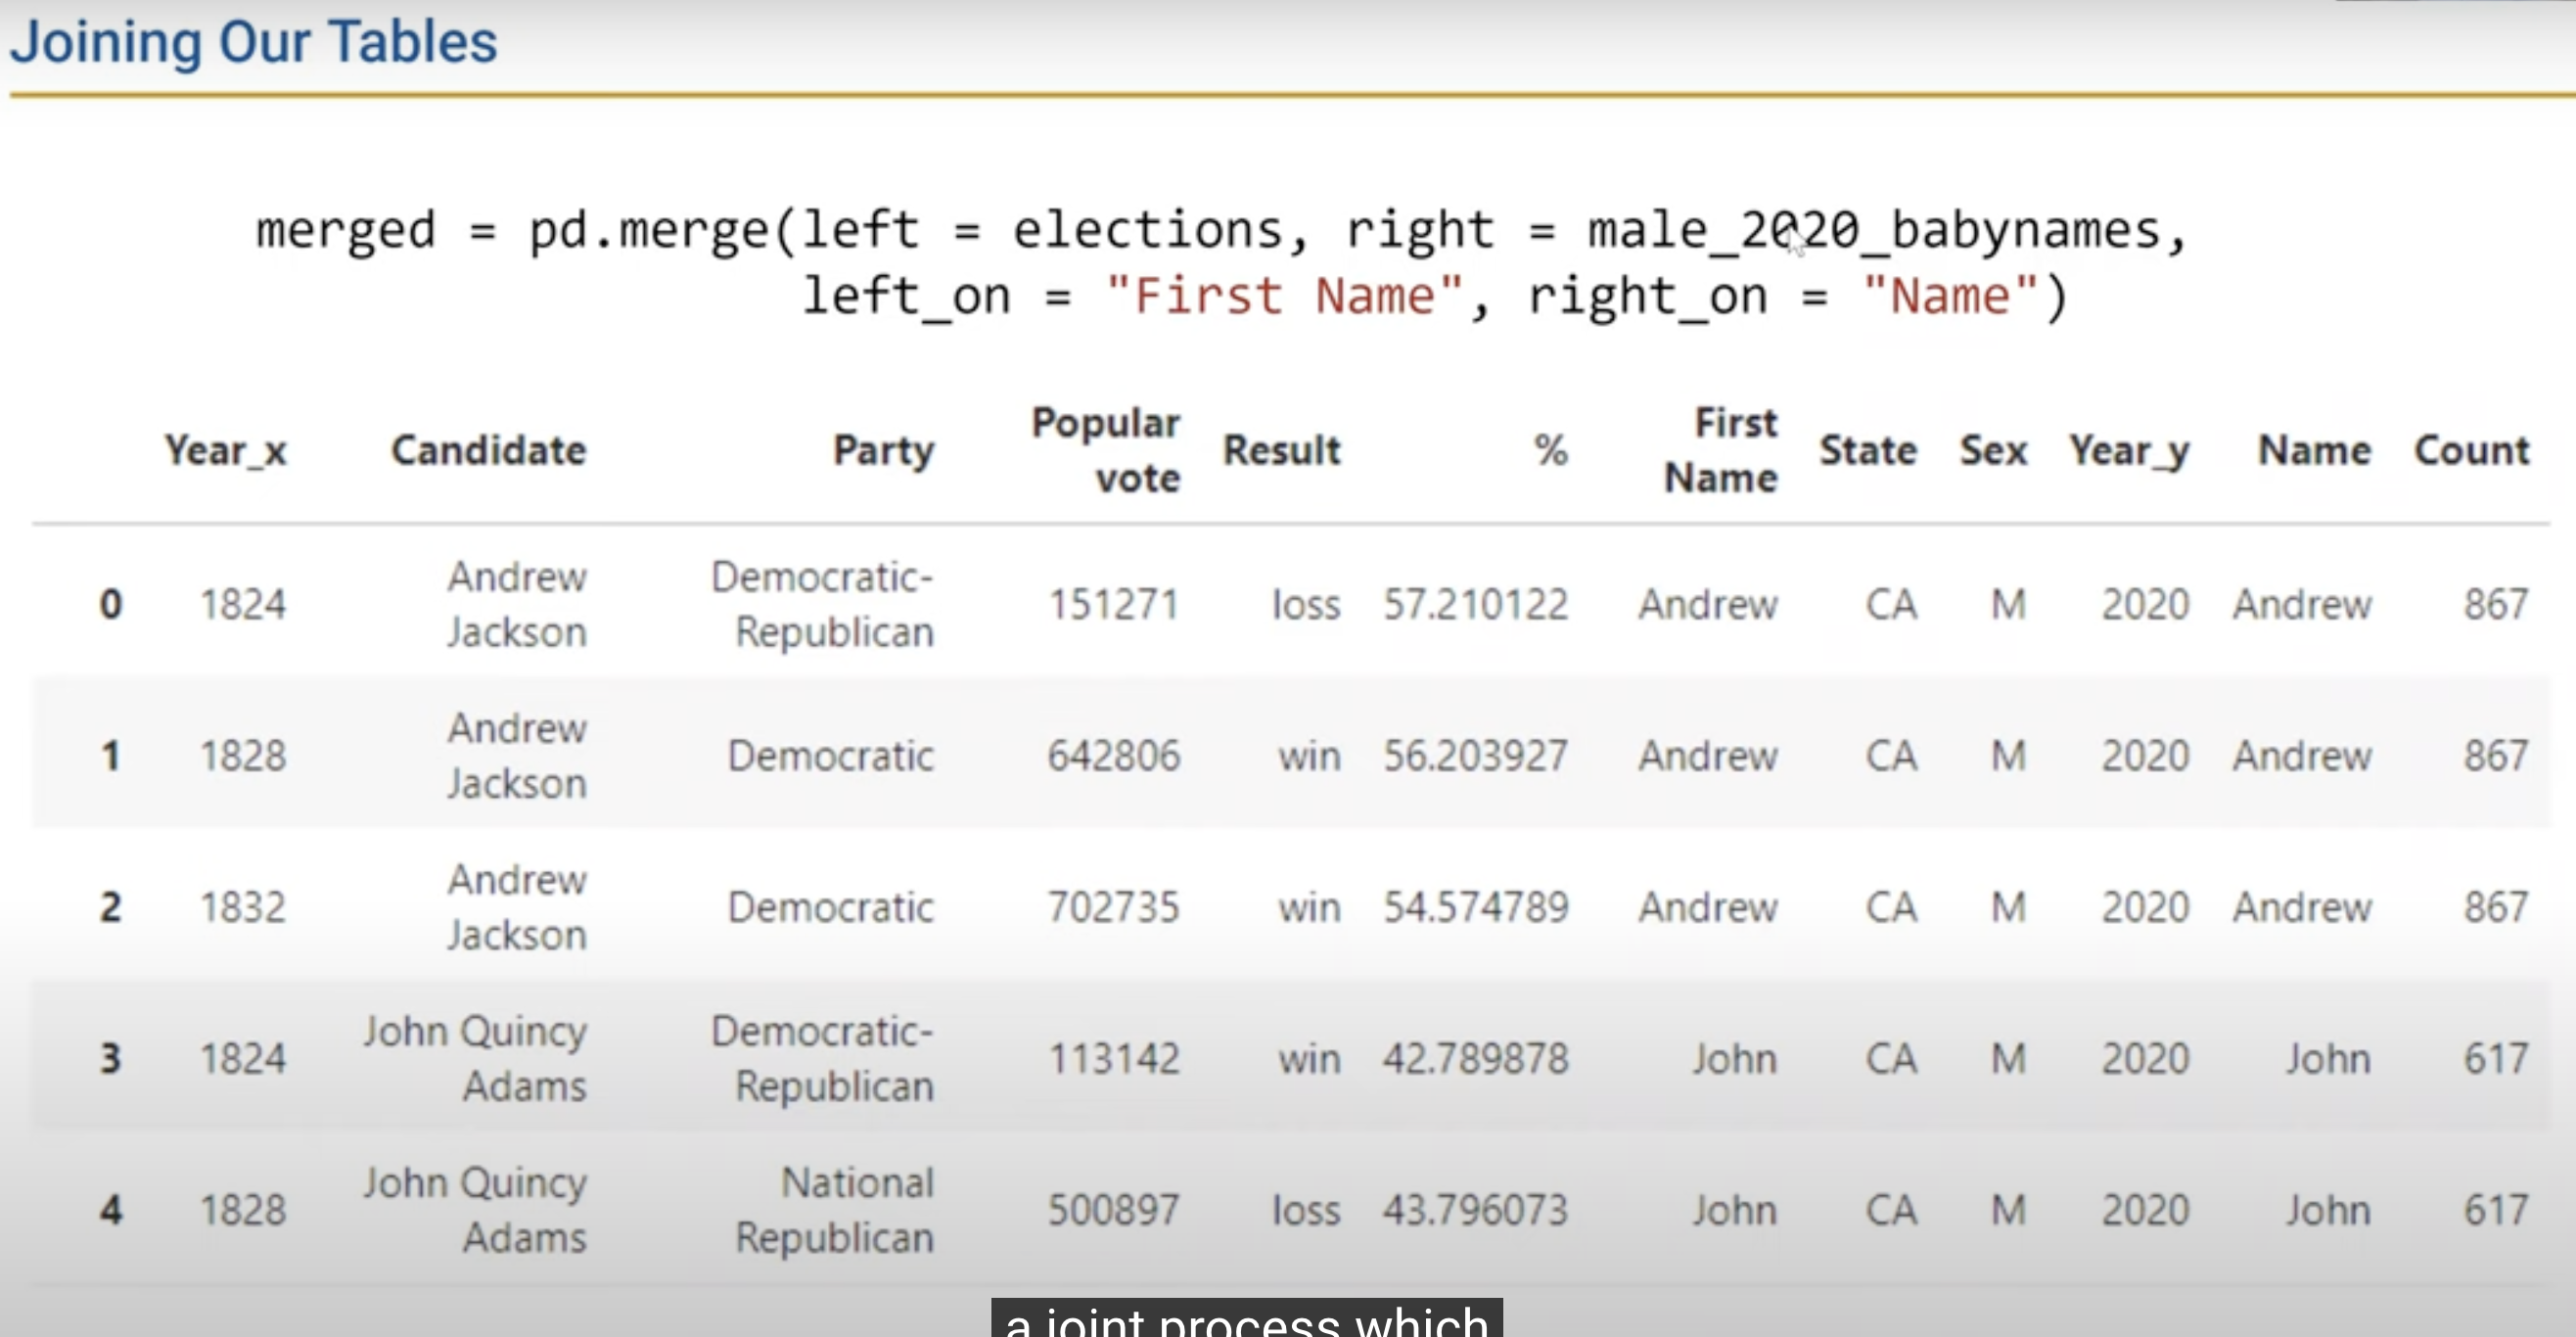 Joining Our Tables
merged = pd.merge(left = elections, right = male_2020_babynames,
left_on = "First Name", right_on = "Name")
Year_x Candidate Party Popular vote Result % First Name State Sex Year_y Name Count
0 1824 Andrew Jackson Democratic-Republican 151271 loss 57.210122 Andrew CA M 2020 Andrew 867
1 1828 Andrew Jackson Democratic 642806 win 56.203927 Andrew CA M 2020 Andrew 867
2 1832 Andrew Jackson Democratic 702735 win 54.574789 Andrew CA M 2020 Andrew 867
3 1824 John Quincy Adams Democratic-Republican 113142 win 42.789878 John CA M 2020 John 617
4 1828 John Quincy Adams National Republican 500897 loss 43.796073 John CA M 2020 John 617
a joint process which